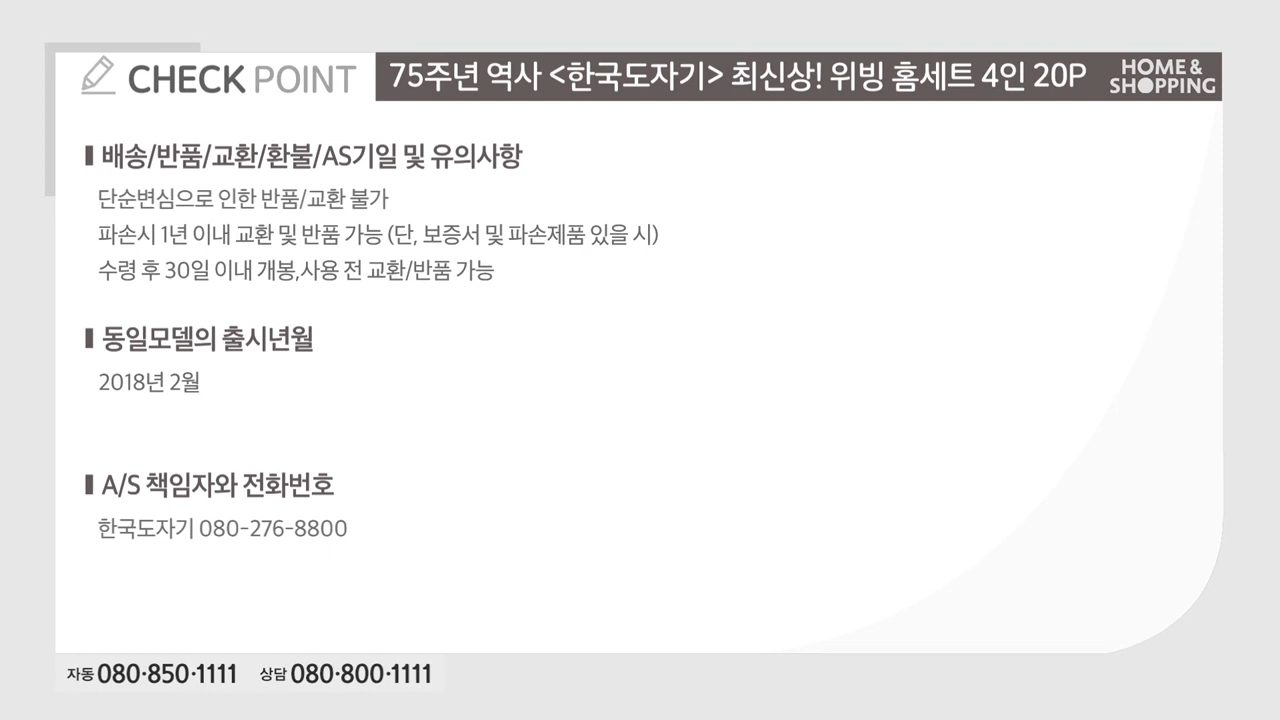 CHECK POINT
75주년 역사 <한국도자기> 최신상! 위빙 홈세트 4인 20P
HOME &
SHOPPING
배송/반품/교환/환불/AS기일 및 유의사항
단순변심으로 인한 반품/교환 불가
파손시 1년 이내 교환 및 반품 가능 (단, 보증서 및 파손제품 있을 시)
수령 후 30일 이내 개봉,사용 전 교환/반품 가능
동일모델의 출시년월
2018년 2월
A/S 책임자와 전화번호
한국도자기 080-276-8800
자동 080·850·1111 상담 080·800·1111